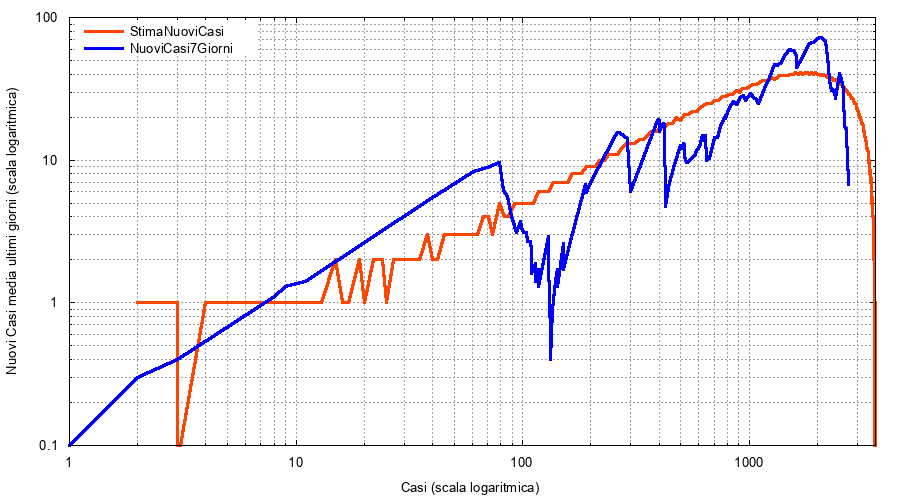 100
StimaNuoviCasi
NuoviCasi7Giorni
10
1
0.1
Nuovi Casi media ultimi giorni (scala logaritmica)
1 10 100 1000
Casi (scala logaritmica)